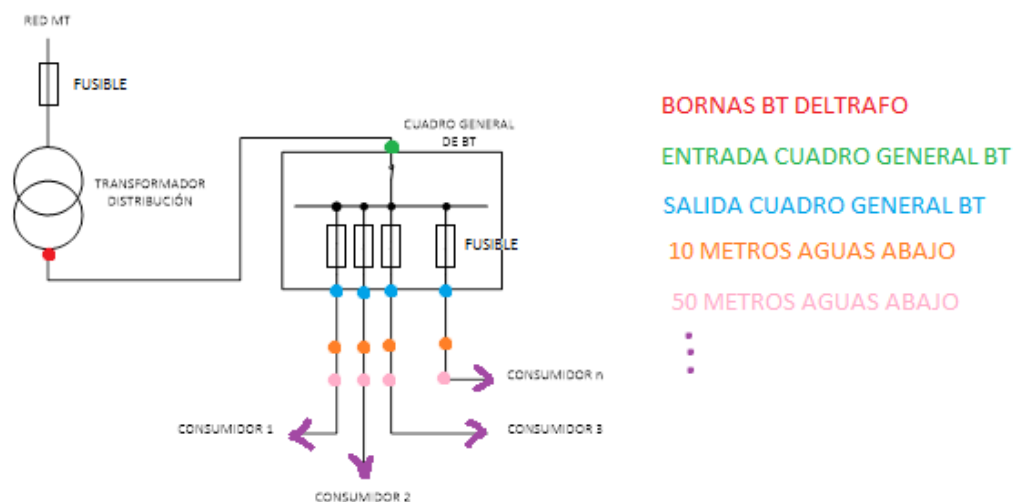 RED MT
FUSIBLE
TRANSFORMADOR
DISTRIBUCIÓN
CUADRO GENERAL
DE BT
FUSIBLE
CONSUMIDOR n
CONSUMIDOR 1
CONSUMIDOR 3
CONSUMIDOR 2
BORNAS BT DELTRAFO
ENTRADA CUADRO GENERAL BT
SALIDA CUADRO GENERAL BT
10 METROS AGUAS ABAJO
50 METROS AGUAS ABAJO